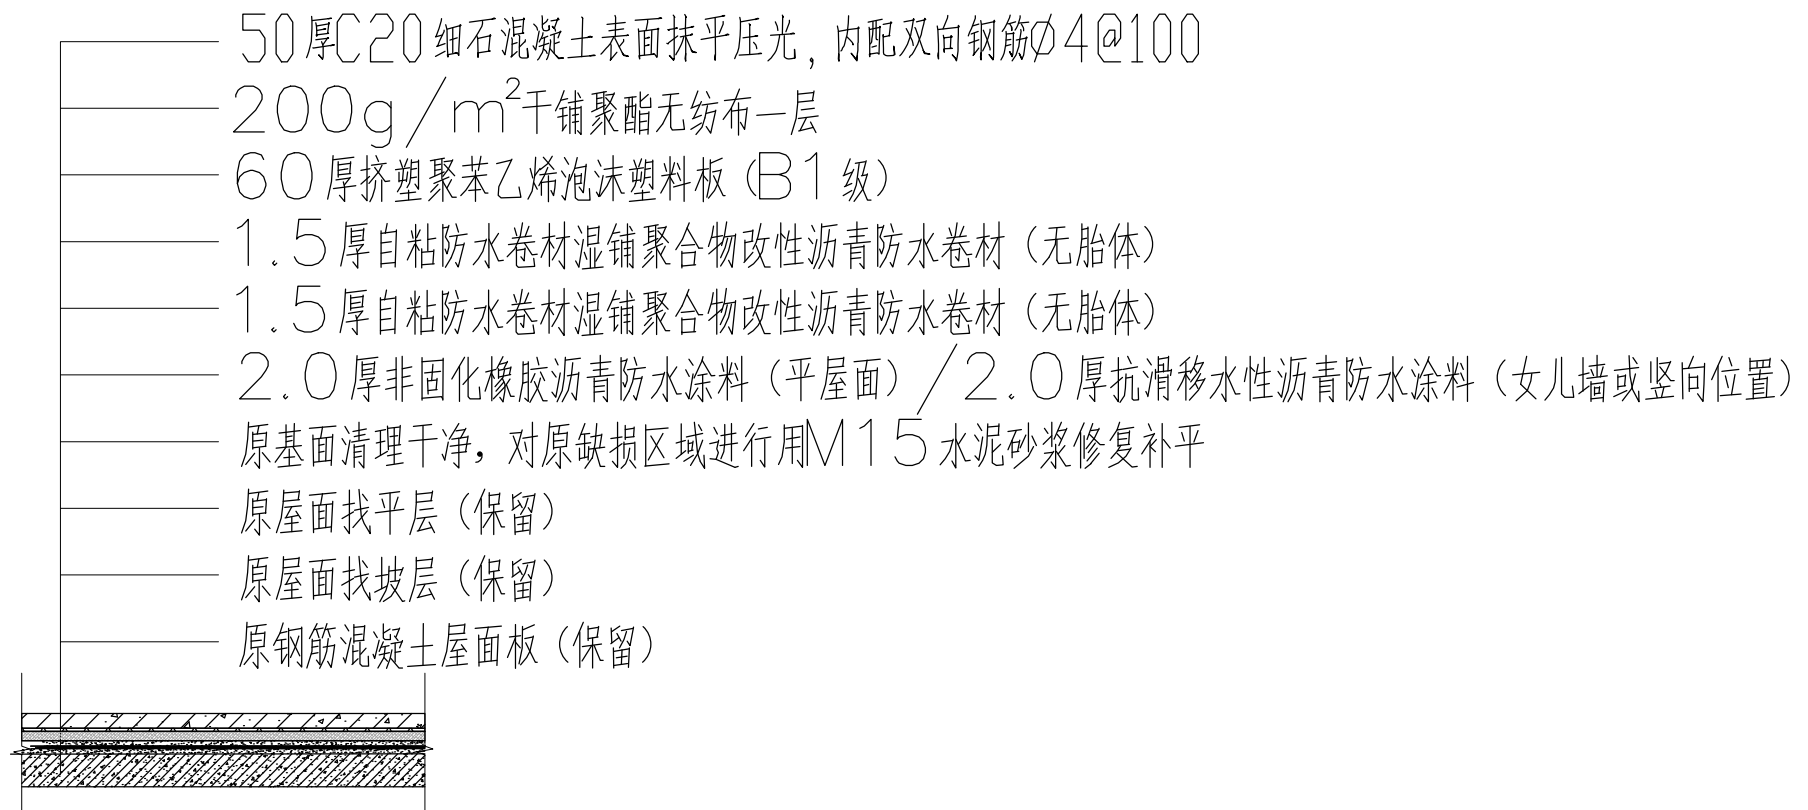 50厚C20细石混凝土表面抹平压光，内配双向钢筋Ø4@100
200g/m²干铺聚酯无纺布一层
60厚挤塑聚苯乙烯泡沫塑料板（B1级）
1.5厚自粘防水卷材湿铺聚合物改性沥青防水卷材（无胎体）
1.5厚自粘防水卷材湿铺聚合物改性沥青防水卷材（无胎体）
2.0厚非固化橡胶沥青防水涂料（平屋面）/2.0厚抗滑移水性沥青防水涂料（女儿墙或竖向位置）
原基面清理干净，对原缺损区域进行用M15水泥砂浆修复补平
原屋面找平层（保留）
原屋面找坡层（保留）
原钢筋混凝土屋面板（保留）